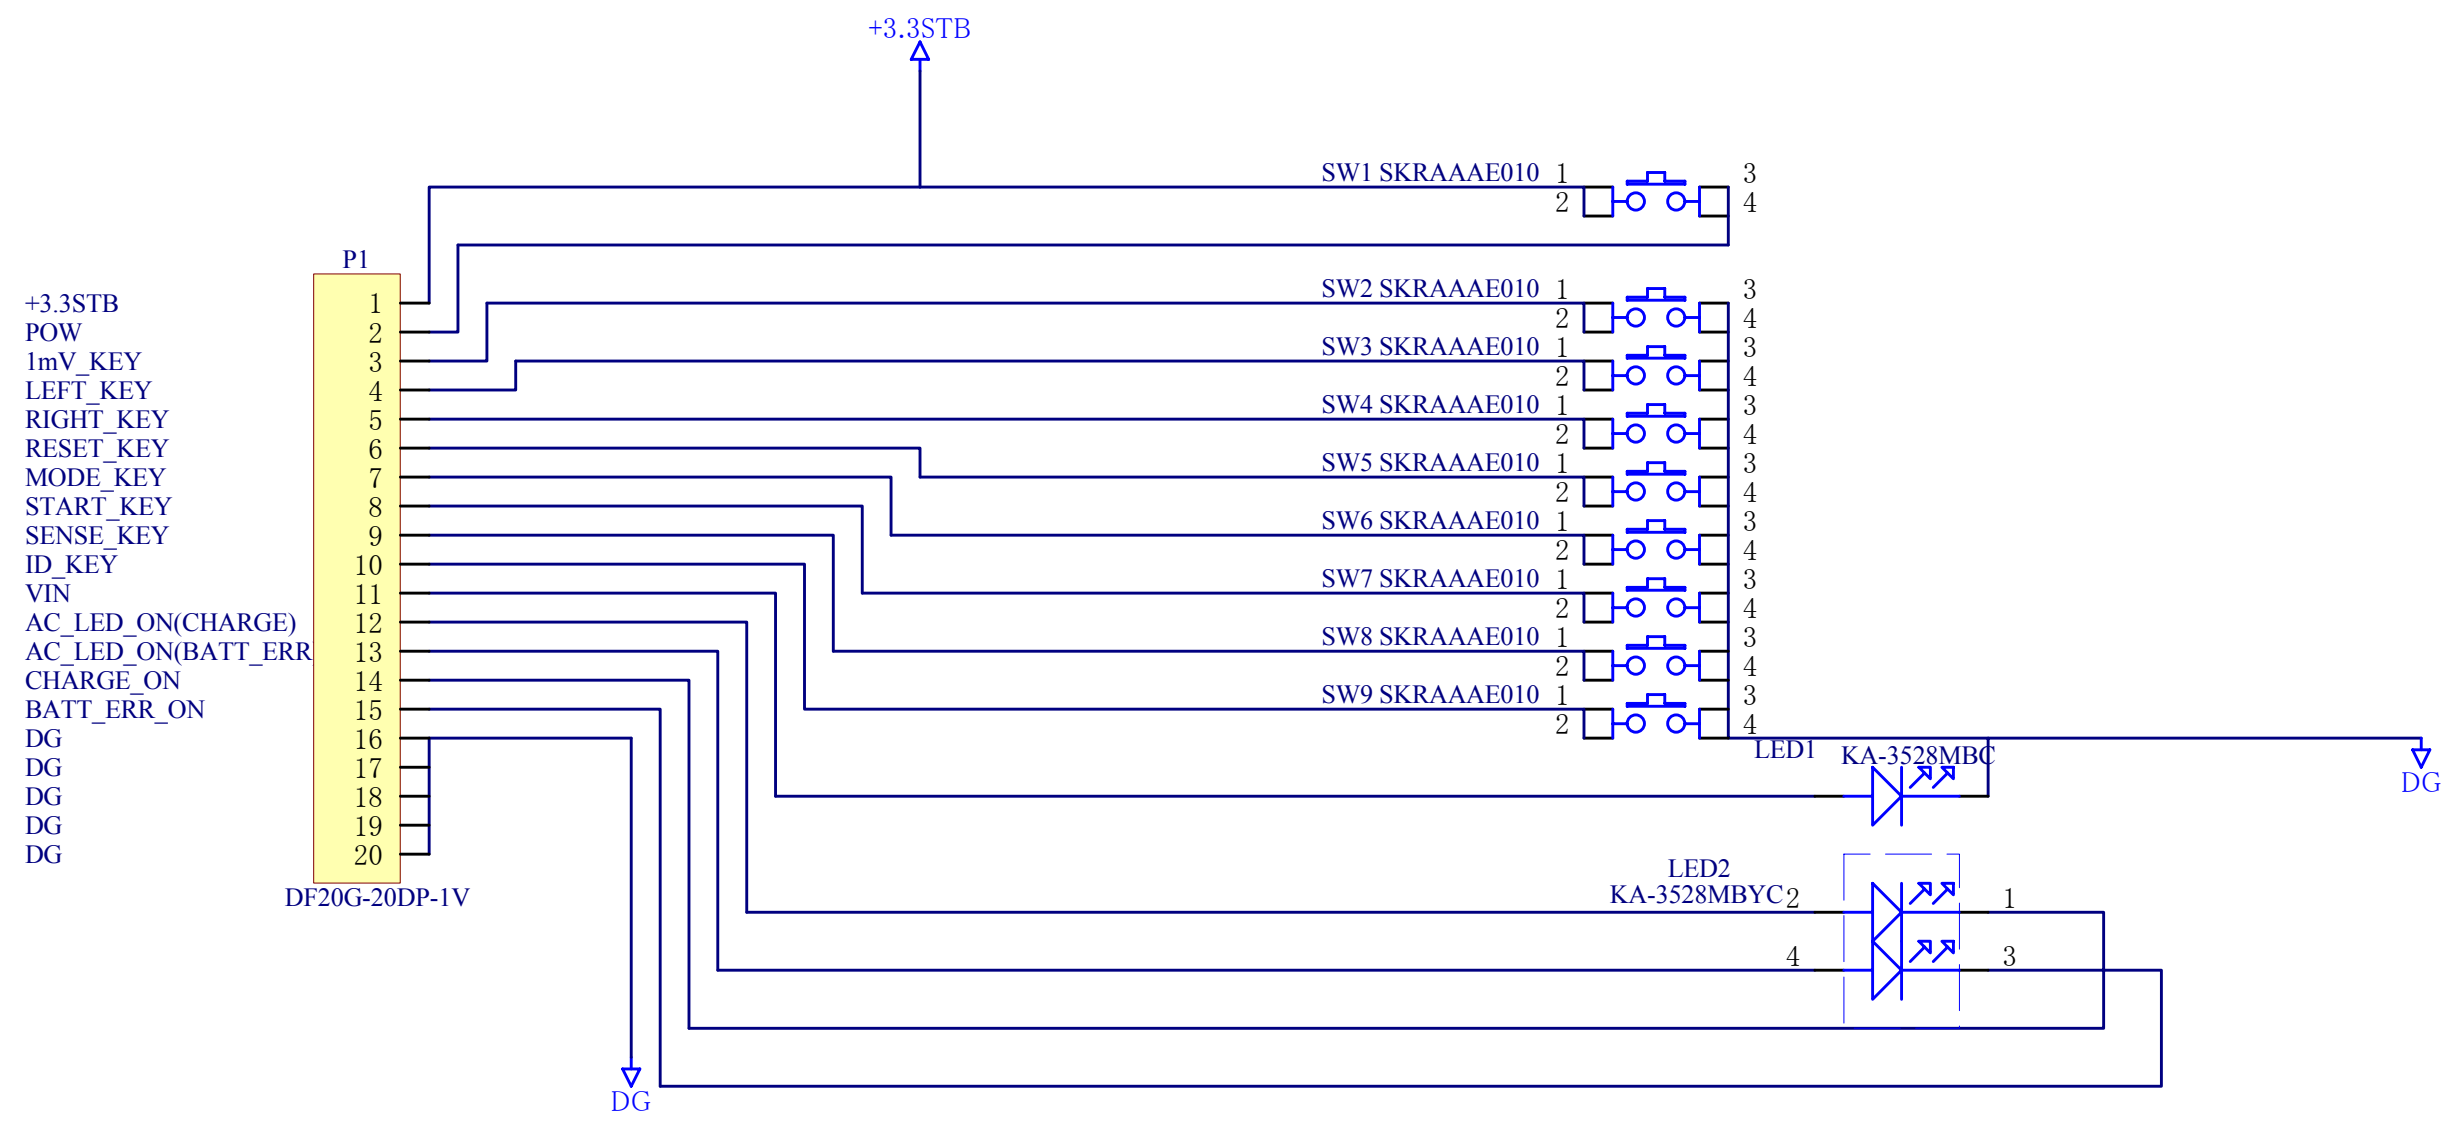 +3.3STB
SW1 SKRAAAE010 1 3
2 4
P1
SW2 SKRAAAE010 1 3
+3.3STB 1
2 4
POW 2
SW3 SKRAAAE010 1 3
1mV_KEY 3
2 4
LEFT_KEY 4
SW4 SKRAAAE010 1 3
RIGHT_KEY 5
2 4
RESET_KEY 6
SW5 SKRAAAE010 1 3
MODE_KEY 7
2 4
START_KEY 8
SW6 SKRAAAE010 1 3
SENSE_KEY 9
2 4
ID_KEY 10
SW7 SKRAAAE010 1 3
VIN 11
2 4
AC_LED_ON(CHARGE) 12
SW8 SKRAAAE010 1 3
AC_LED_ON(BATT_ERR 13
2 4
CHARGE_ON 14
SW9 SKRAAAE010 1 3
BATT_ERR_ON 15
2 4
DG 16
LED1 KA-3528MBC
DG 17
DG
DG 18
DG 19
DG 20
DF20G-20DP-1V
LED2
KA-3528MBYC 2 1
4 3
DG